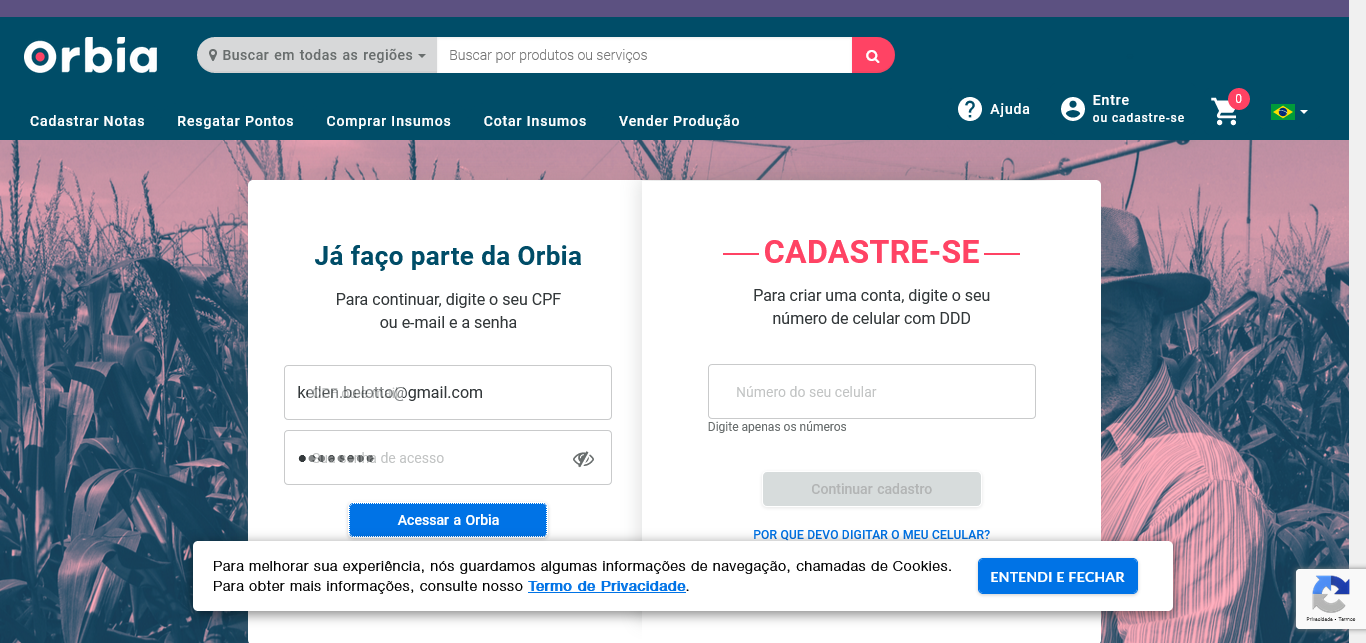 Orbia
Buscar em todas as regiões
Buscar por produtos ou serviços
Cadastrar Notas
Resgatar Pontos
Comprar Insumos
Cotar Insumos
Vender Produção
Ajuda
Entre
ou cadastre-se
0
Já faço parte da Orbia
Para continuar, digite o seu CPF
ou e-mail e a senha
kellen.belotto@gmail.com
senha de acesso
Acessar a Orbia
CADASTRE-SE
Para criar uma conta, digite o seu
número de celular com DDD
Número do seu celular
Digite apenas os números
Continuar cadastro
POR QUE DEVO DIGITAR O MEU CELULAR?
Para melhorar sua experiência, nós guardamos algumas informações de navegação, chamadas de Cookies.
Para obter mais informações, consulte nosso Termo de Privacidade.
ENTENDI E FECHAR
Privacidade - Termos